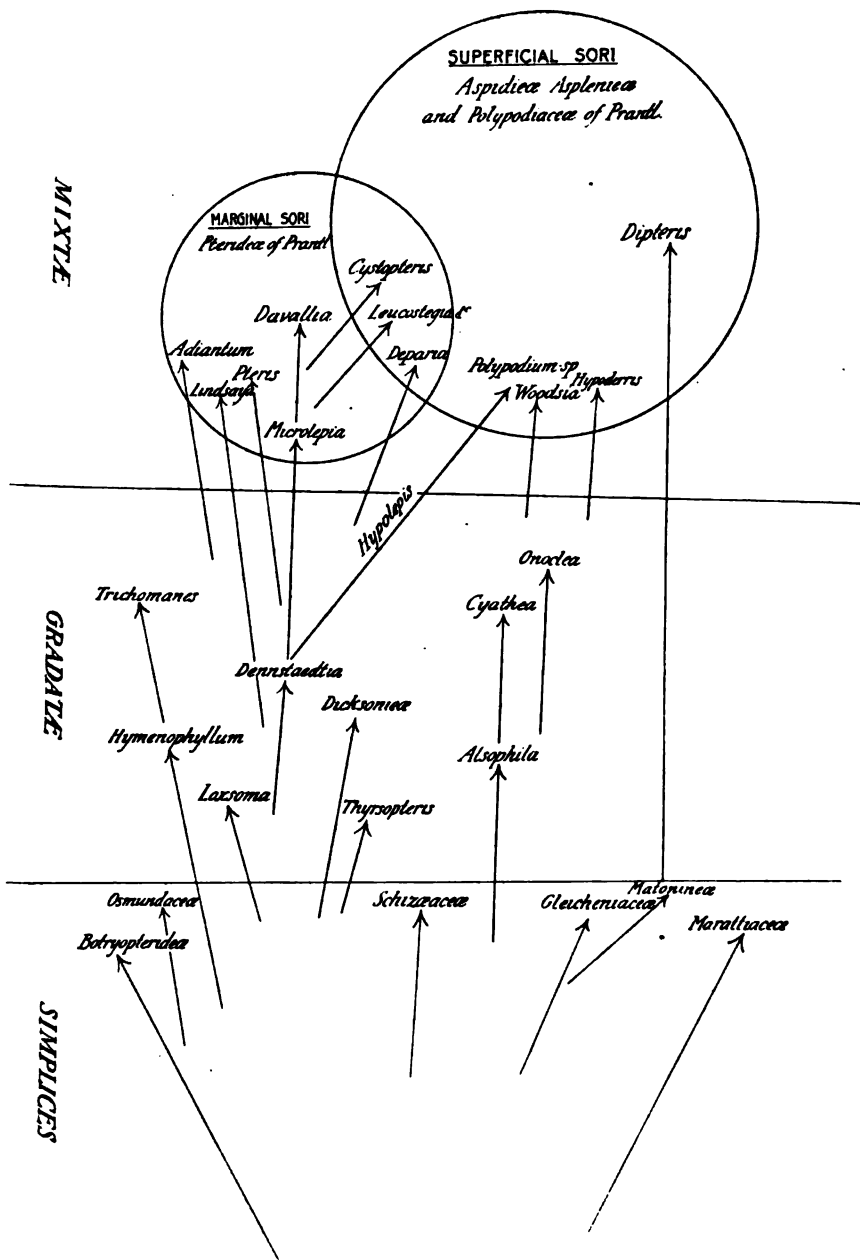 SUPERFICIAL SORI
Aspidieæ Asplenieæ
and Polypodiaceæ of Prantl.
MIXTÆ
MARGINAL SORI
Pterideæ of Prantl
Dipteris
Cystopteris
Davallia
Leucostegia &c
Adiantum
Pteris
Lindsaya
Deparia
Polypodium sp
Woodsia
Hypoderris
Microlepia
Hypolepis
GRADATÆ
Onoclea
Trichomanes
Cyathea
Dennstaedtia
Dicksonieæ
Hymenophyllum
Alsophila
Loxsoma
Thyrsopteris
SIMPLICES
Osmundaceæ
Schizæaceæ
Gleicheniaceæ
Matonineæ
Botryopterideæ
Marattiaceæ